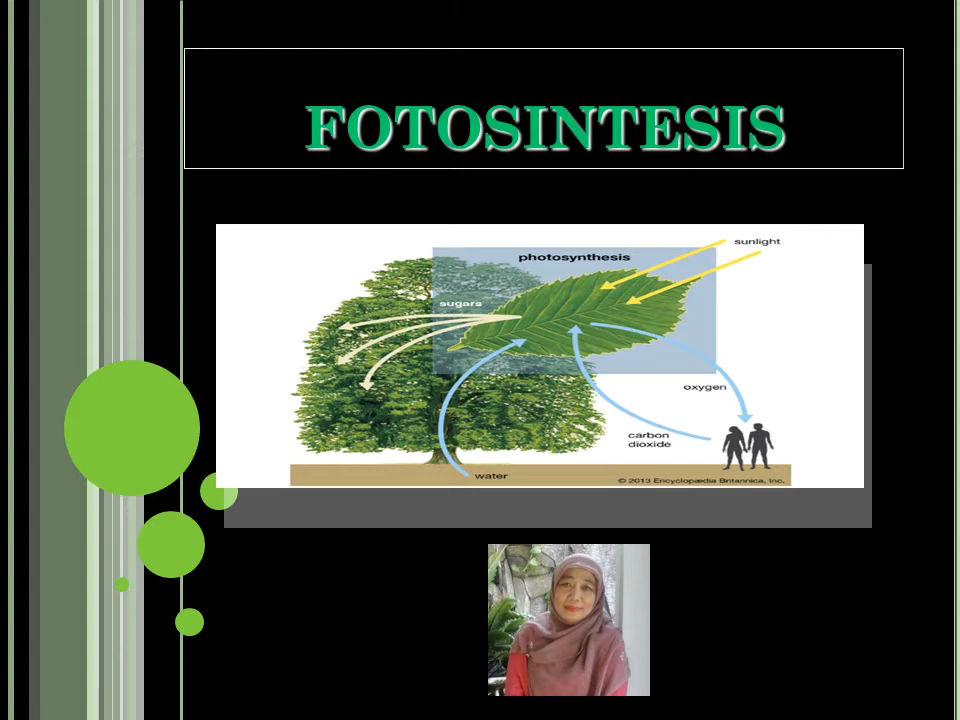 FOTOSINTESIS
sunlight
photosynthesis
sugars
oxygen
carbon
dioxide
water
© 2013 Encyclopædia Britannica, Inc.